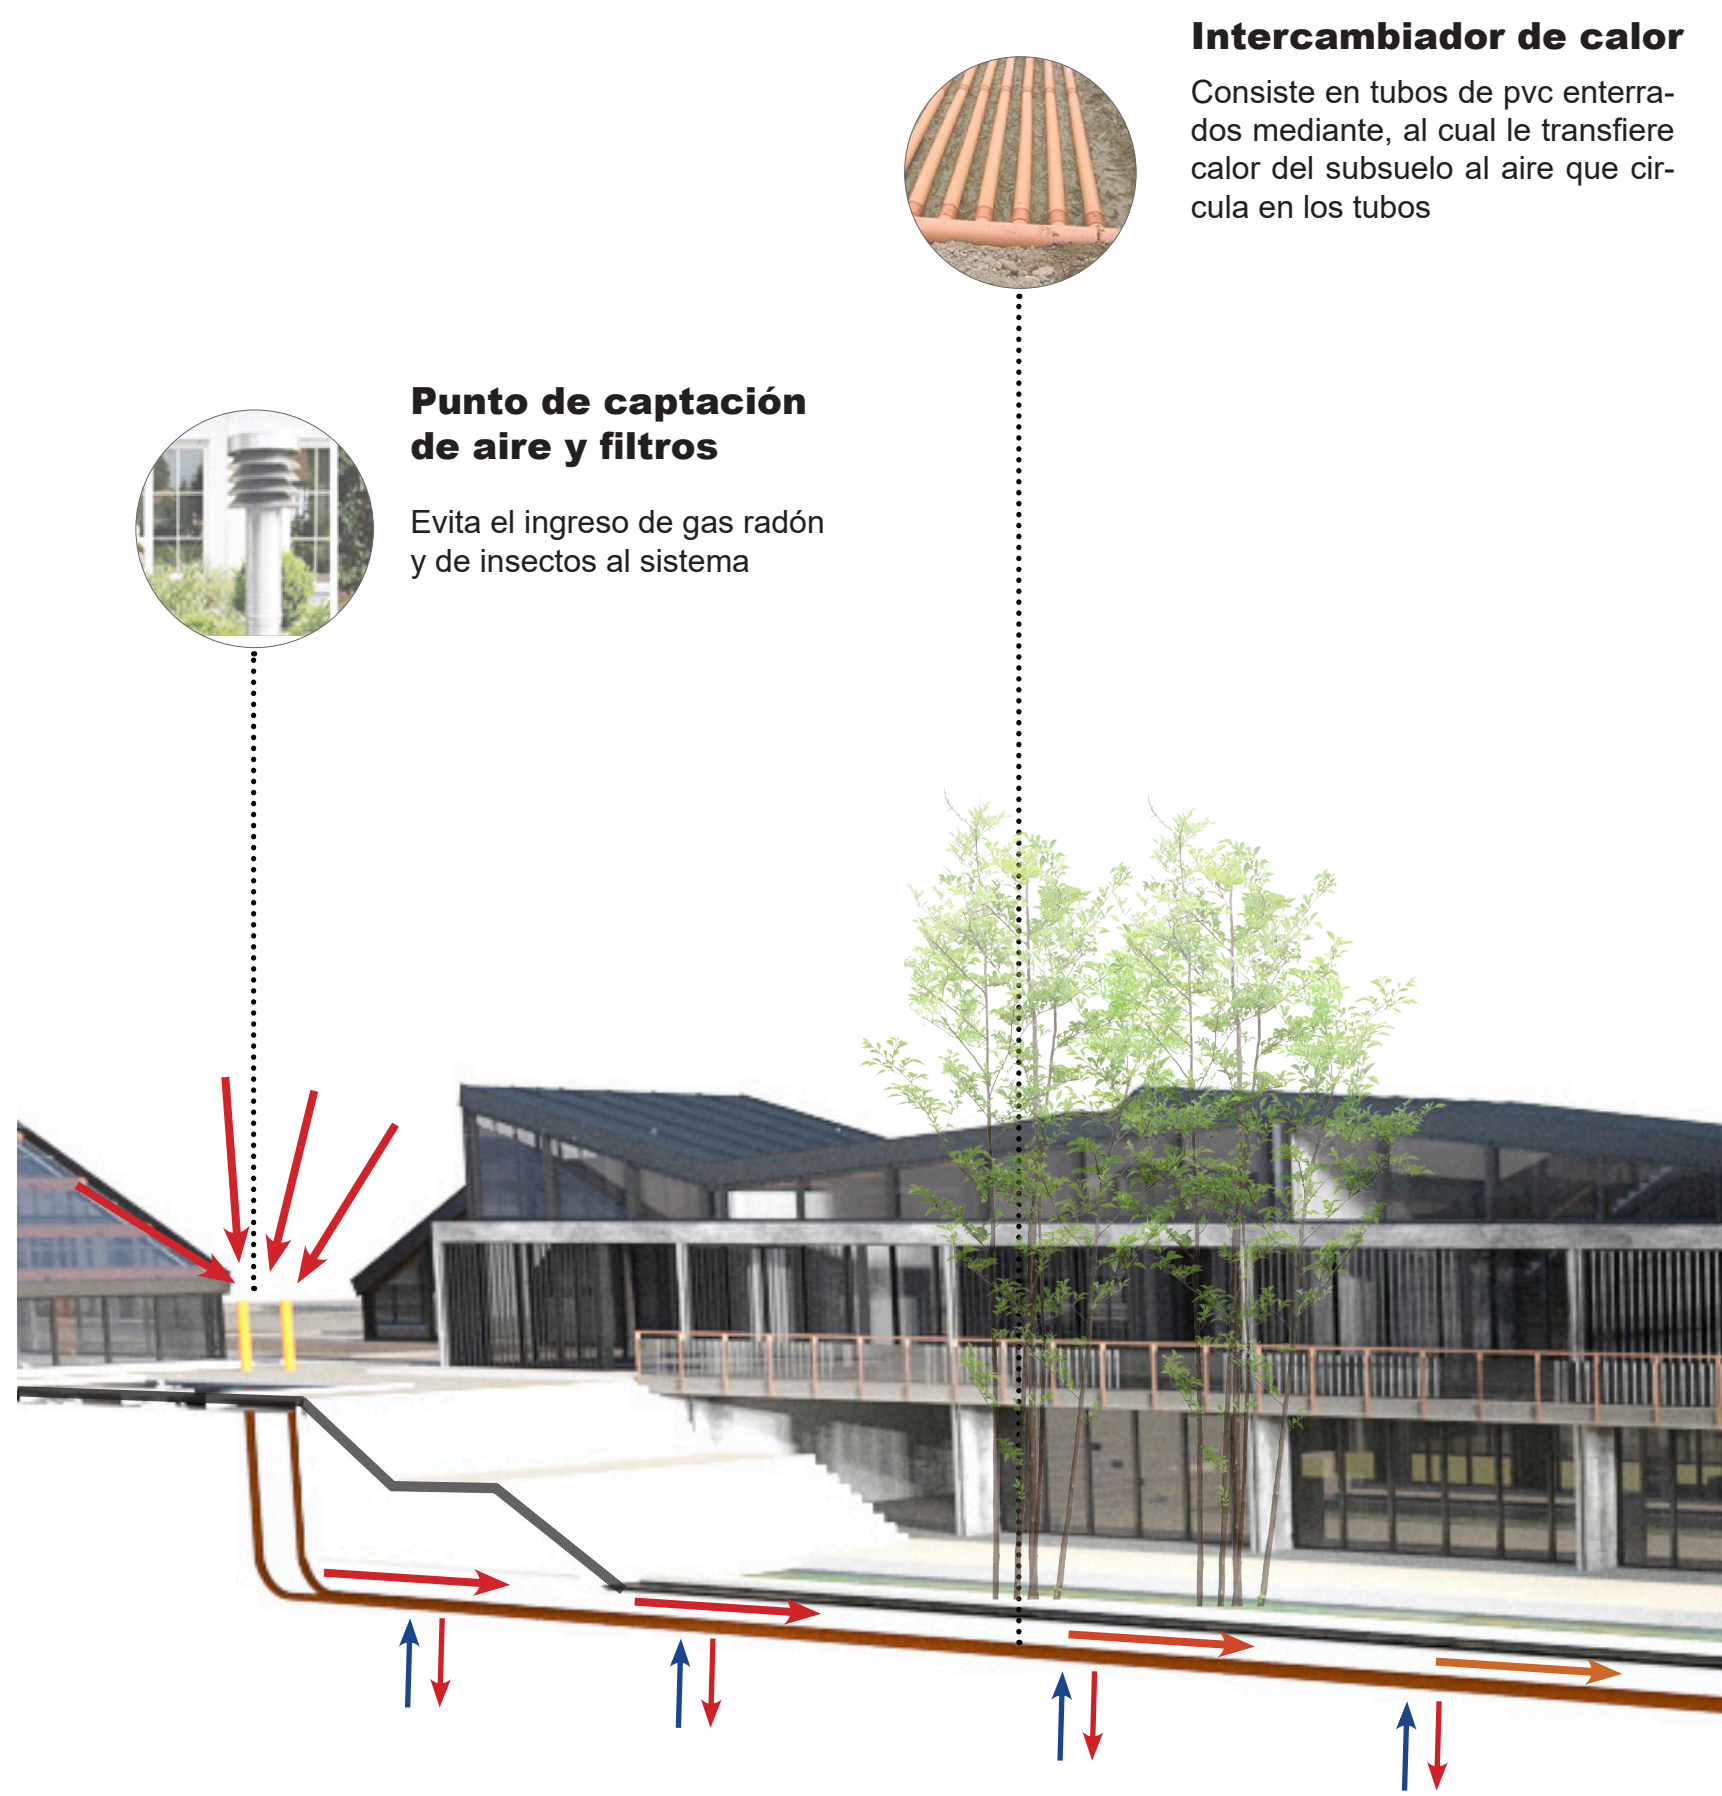 Intercambiador de calor
Consiste en tubos de pvc enterra-
dos mediante, al cual le transfiere
calor del subsuelo al aire que cir-
cula en los tubos
Punto de captación
de aire y filtros
Evita el ingreso de gas radón
y de insectos al sistema